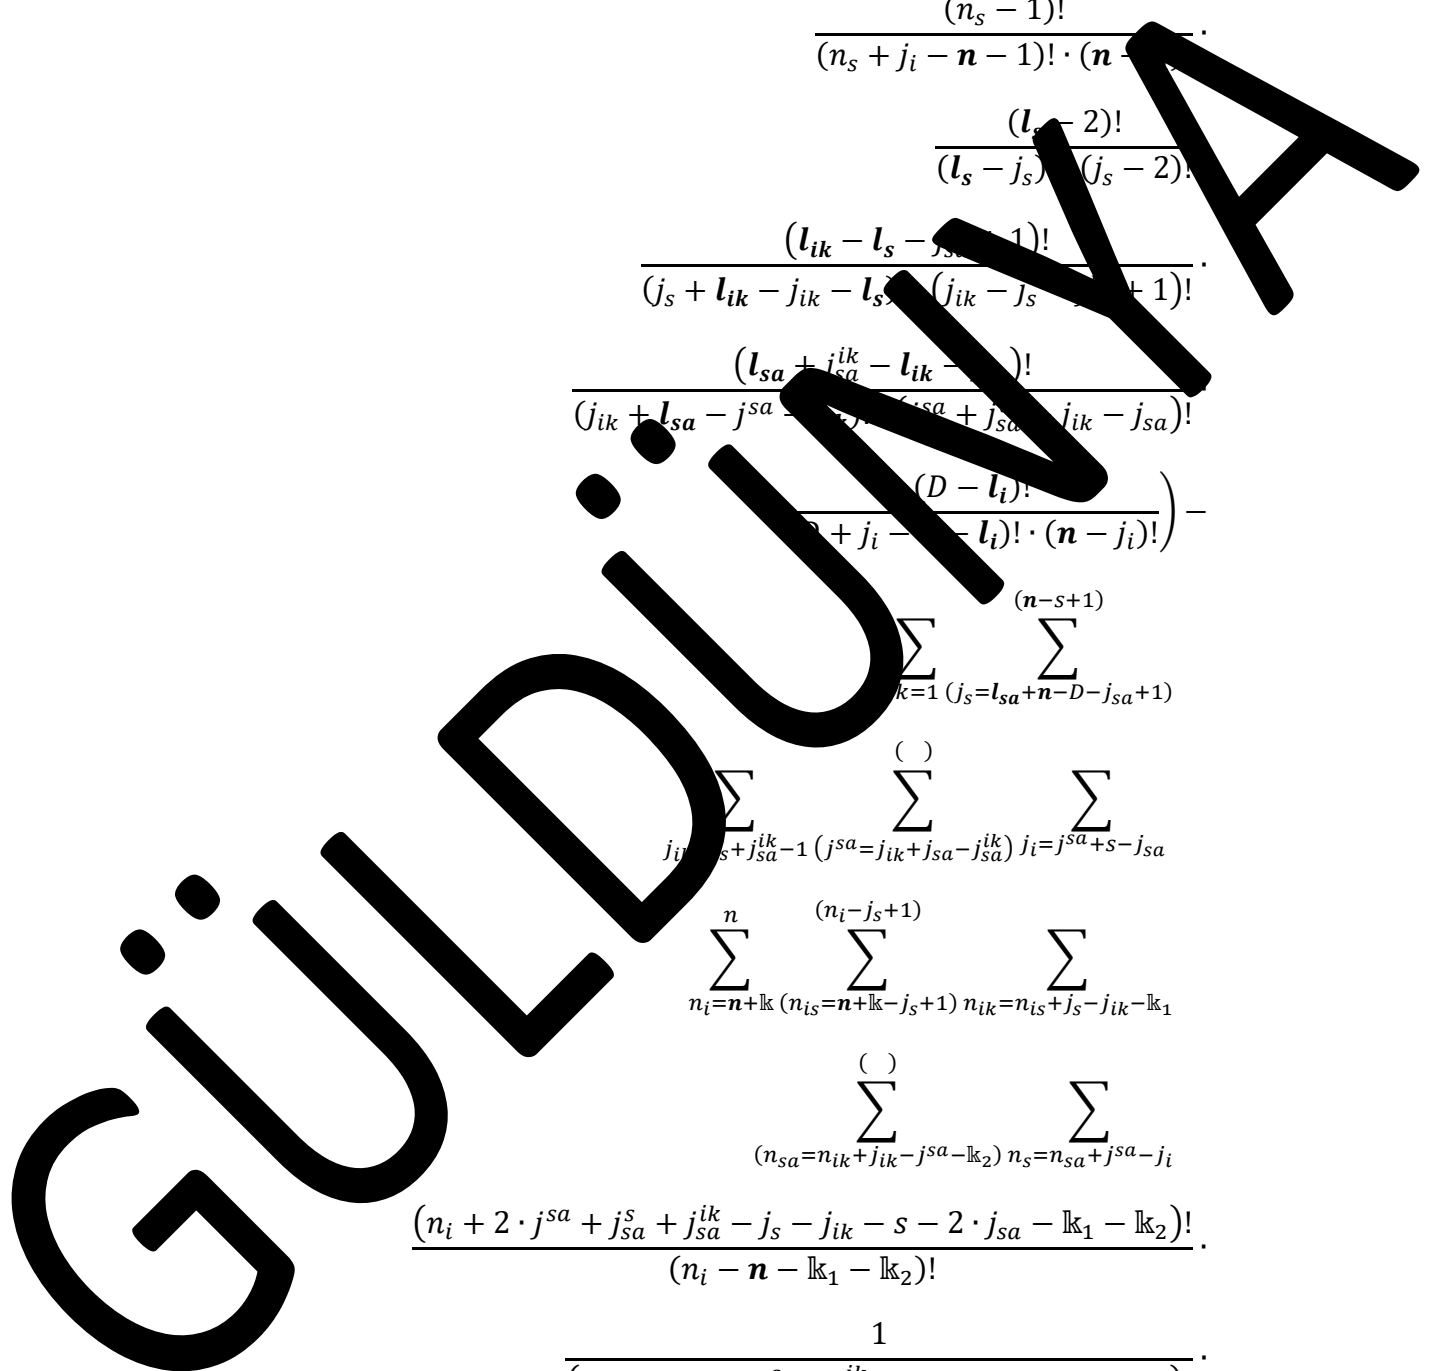 (n_s − 1)!
(n_s + j_i − n − 1)! · (n −
·
(l_s − 2)!
(l_s − j_s) (j_s − 2)!
(l_ik − l_s − 1)!
(j_s + l_ik − j_ik − l_s) (j_ik − j_s + 1)!
·
(l_sa + j_sa^ik − l_ik − )!
(j_ik + l_sa − j^sa − )! (j^sa + j_sa − j_ik − j_sa)!
(D − l_i)!
+ j_i − − l_i)! · (n − j_i)!
) −
(n−s+1)
∑ ∑
k=1 (j_s=l_sa+n−D−j_sa+1)
( )
∑ ∑ ∑
s+j_sa^ik−1 (j^sa=j_ik+j_sa−j_sa^ik) j_i=j^sa+s−j_sa
n (n_i−j_s+1)
∑ ∑ ∑
n_i=n+𝕜 (n_is=n+𝕜−j_s+1) n_ik=n_is+j_s−j_ik−𝕜_1
( )
∑ ∑
(n_sa=n_ik+j_ik−j^sa−𝕜_2) n_s=n_sa+j^sa−j_i
(n_i + 2 · j^sa + j_sa^s + j_sa^ik − j_s − j_ik − s − 2 · j_sa − 𝕜_1 − 𝕜_2)!
(n_i − n − 𝕜_1 − 𝕜_2)!
·
1
·
GÜLDÜNYA